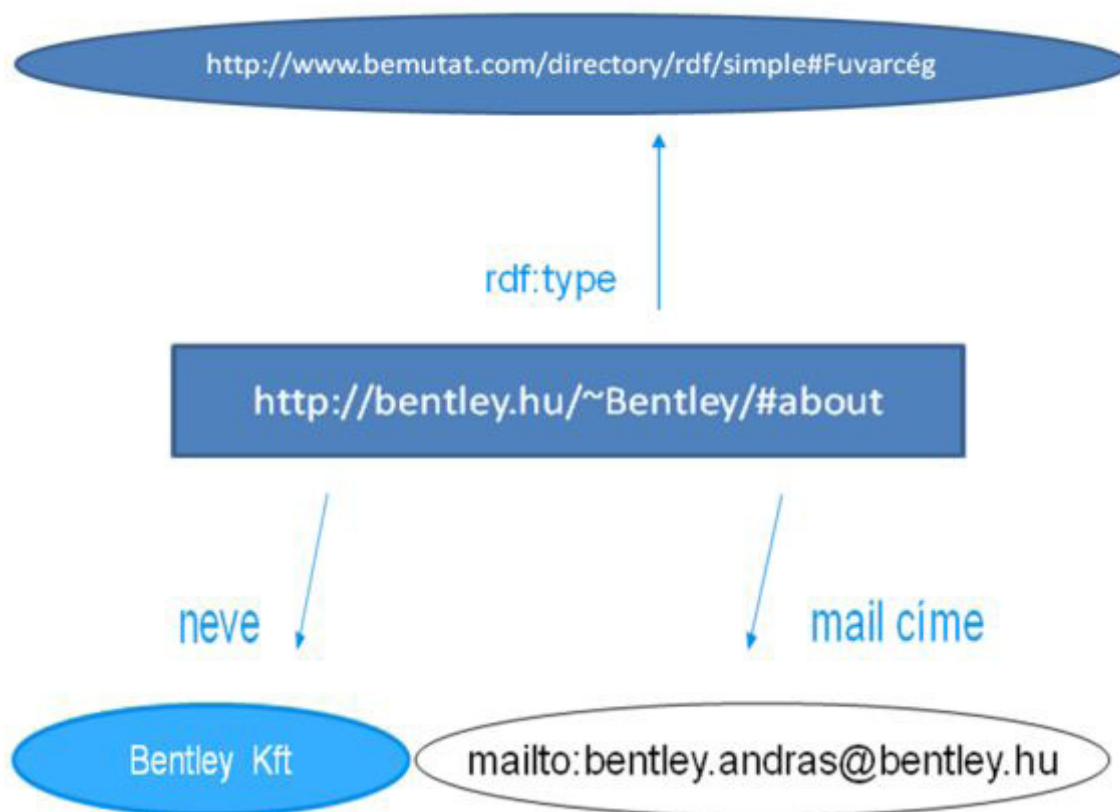 http://www.bemutat.com/directory/rdf/simple#Fuvarcég
rdf:type
http://bentley.hu/~Bentley/#about
neve
mail címe
Bentley Kft
mailto:bentley.andras@bentley.hu